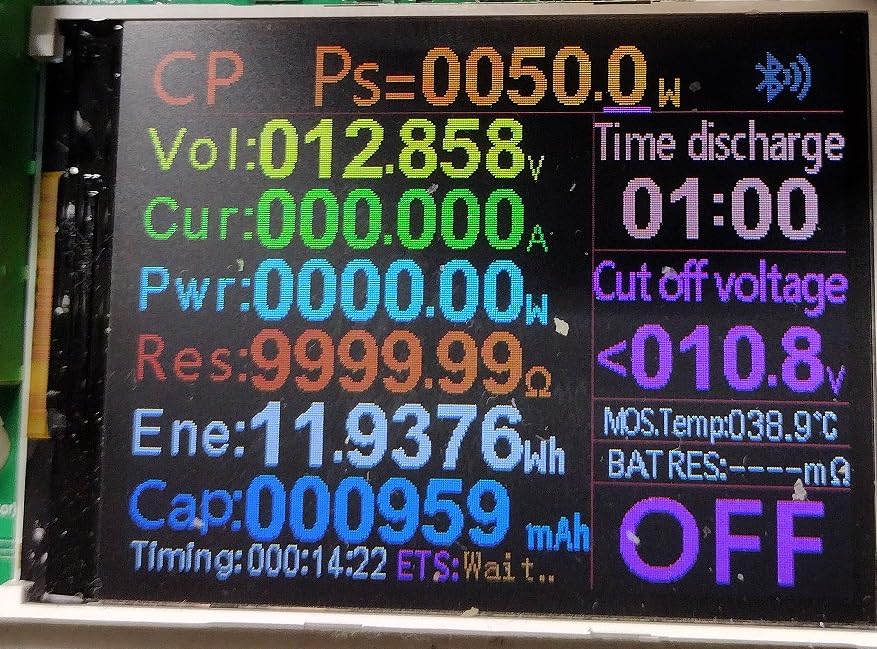 CP Ps=0050.0W
Vol:012.858V
Cur:000.000A
Pwr:0000.00W
Res:9999.99Ω
Ene:11.9376Wh
Cap:000959 mAh
Timing:000:14:22 ETS:Wait..
Time discharge
01:00
Cut off voltage
<010.8V
MOS.Temp:038.9℃
BAT RES:----mΩ
OFF